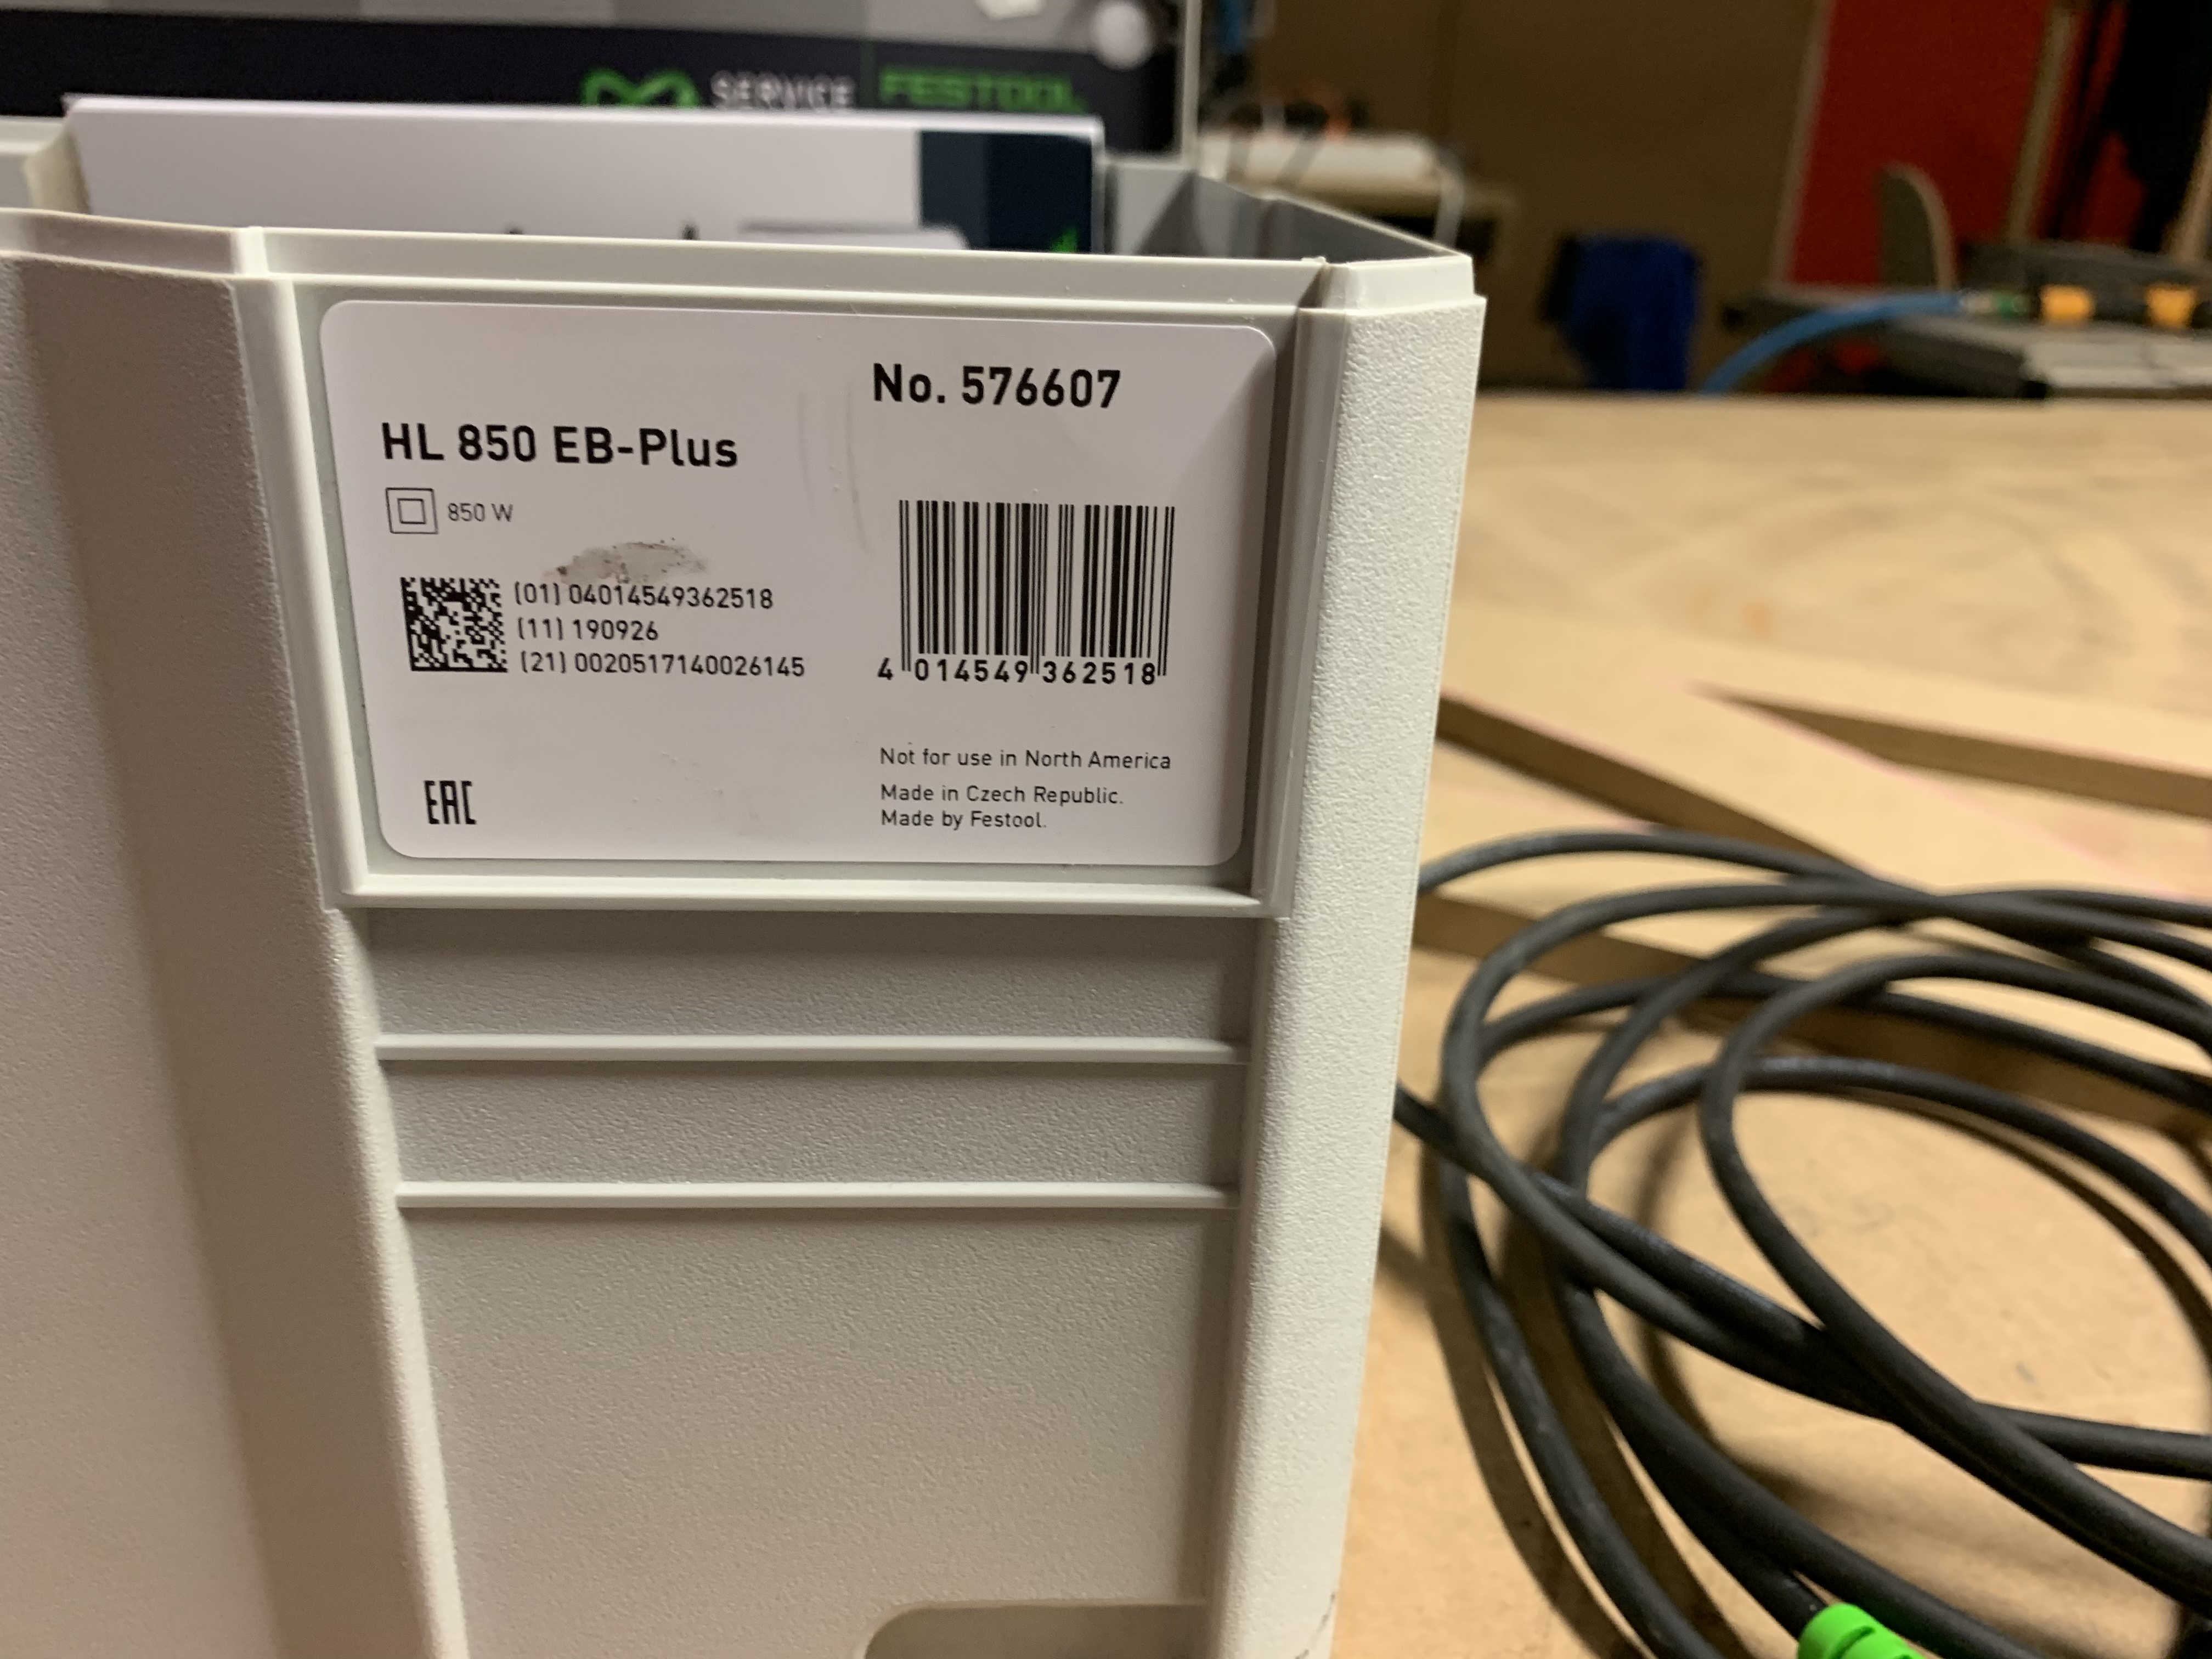 SERVICE FESTOOL
No. 576607
HL 850 EB-Plus
850 W
(01) 04014549362518
(11) 190926
(21) 0020517140026145
4 014549 362518
EAC
Not for use in North America
Made in Czech Republic.
Made by Festool.